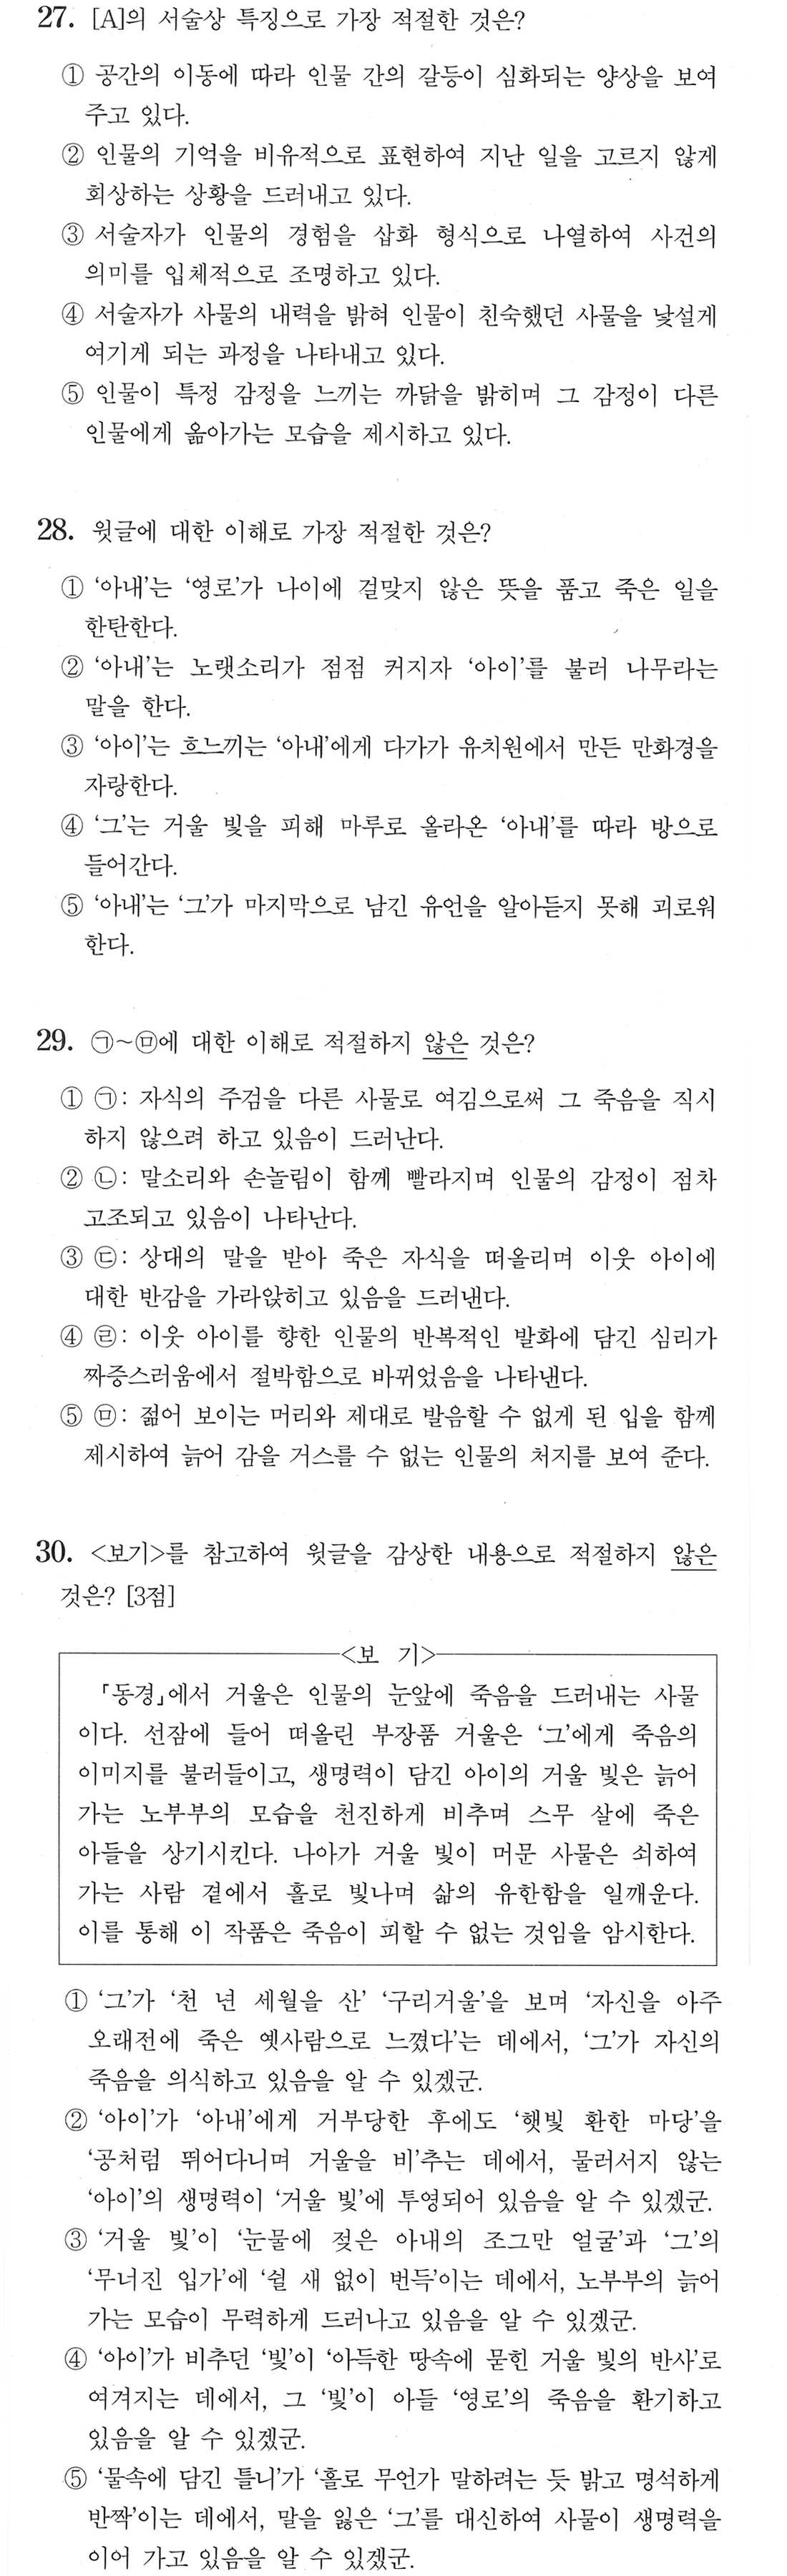 27. [A]의 서술상 특징으로 가장 적절한 것은?
① 공간의 이동에 따라 인물 간의 갈등이 심화되는 양상을 보여
주고 있다.
② 인물의 기억을 비유적으로 표현하여 지난 일을 고르지 않게
회상하는 상황을 드러내고 있다.
③ 서술자가 인물의 경험을 삽화 형식으로 나열하여 사건의
의미를 입체적으로 조명하고 있다.
④ 서술자가 사물의 내력을 밝혀 인물이 친숙했던 사물을 낯설게
여기게 되는 과정을 나타내고 있다.
⑤ 인물이 특정 감정을 느끼는 까닭을 밝히며 그 감정이 다른
인물에게 옮아가는 모습을 제시하고 있다.
28. 윗글에 대한 이해로 가장 적절한 것은?
① ‘아내’는 ‘영로’가 나이에 걸맞지 않은 뜻을 품고 죽은 일을
한탄한다.
② ‘아내’는 노랫소리가 점점 커지자 ‘아이’를 불러 나무라는
말을 한다.
③ ‘아이’는 흐느끼는 ‘아내’에게 다가가 유치원에서 만든 만화경을
자랑한다.
④ ‘그’는 거울 빛을 피해 마루로 올라온 ‘아내’를 따라 방으로
들어간다.
⑤ ‘아내’는 ‘그’가 마지막으로 남긴 유언을 알아듣지 못해 괴로워
한다.
29. ㉠~㉤에 대한 이해로 적절하지 않은 것은?
① ㉠: 자식의 주검을 다른 사물로 여김으로써 그 죽음을 직시
하지 않으려 하고 있음이 드러난다.
② ㉡: 말소리와 손놀림이 함께 빨라지며 인물의 감정이 점차
고조되고 있음이 나타난다.
③ ㉢: 상대의 말을 받아 죽은 자식을 떠올리며 이웃 아이에
대한 반감을 가라앉히고 있음을 드러낸다.
④ ㉣: 이웃 아이를 향한 인물의 반복적인 발화에 담긴 심리가
짜증스러움에서 절박함으로 바뀌었음을 나타낸다.
⑤ ㉤: 젊어 보이는 머리와 제대로 발음할 수 없게 된 입을 함께
제시하여 늙어 감을 거스를 수 없는 인물의 처지를 보여 준다.
30. <보기>를 참고하여 윗글을 감상한 내용으로 적절하지 않은
것은? [3점]
<보 기>
「동경」에서 거울은 인물의 눈앞에 죽음을 드러내는 사물
이다. 선잠에 들어 떠올린 부장품 거울은 ‘그’에게 죽음의
이미지를 불러들이고, 생명력이 담긴 아이의 거울 빛은 늙어
가는 노부부의 모습을 천진하게 비추며 스무 살에 죽은
아들을 상기시킨다. 나아가 거울 빛이 머문 사물은 쇠하여
가는 사람 곁에서 홀로 빛나며 삶의 유한함을 일깨운다.
이를 통해 이 작품은 죽음이 피할 수 없는 것임을 암시한다.
① ‘그’가 ‘천 년 세월을 산’ ‘구리거울’을 보며 ‘자신을 아주
오래전에 죽은 옛사람으로 느꼈다’는 데에서, ‘그’가 자신의
죽음을 의식하고 있음을 알 수 있겠군.
② ‘아이’가 ‘아내’에게 거부당한 후에도 ‘햇빛 환한 마당’을
‘공처럼 뛰어다니며 거울을 비’추는 데에서, 물러서지 않는
‘아이’의 생명력이 ‘거울 빛’에 투영되어 있음을 알 수 있겠군.
③ ‘거울 빛’이 ‘눈물에 젖은 아내의 조그만 얼굴’과 ‘그’의
‘무너진 입가’에 ‘쉴 새 없이 번득’이는 데에서, 노부부의 늙어
가는 모습이 무력하게 드러나고 있음을 알 수 있겠군.
④ ‘아이’가 비추던 ‘빛’이 ‘아득한 땅속에 묻힌 거울 빛의 반사’로
여겨지는 데에서, 그 ‘빛’이 아들 ‘영로’의 죽음을 환기하고
있음을 알 수 있겠군.
⑤ ‘물속에 담긴 틀니’가 ‘홀로 무언가 말하려는 듯 밝고 명석하게
반짝’이는 데에서, 말을 잃은 ‘그’를 대신하여 사물이 생명력을
이어 가고 있음을 알 수 있겠군.